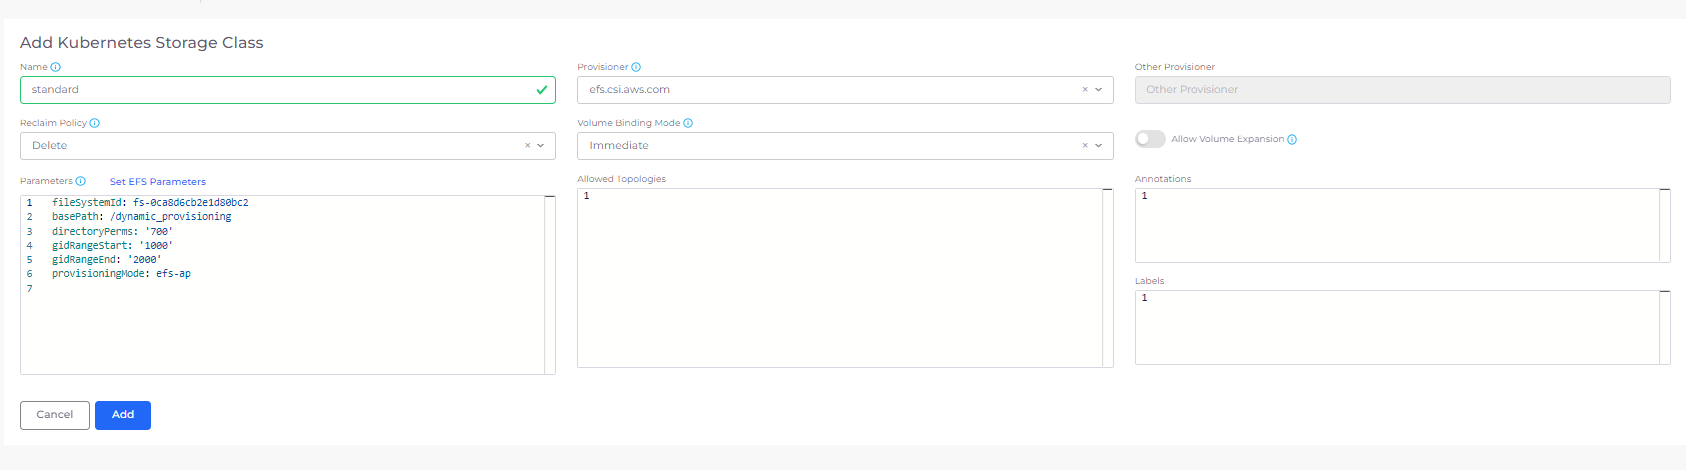 Add Kubernetes Storage Class
Name
standard
Provisioner
efs.csi.aws.com
Other Provisioner
Other Provisioner
Reclaim Policy
Delete
Volume Binding Mode
Immediate
Allow Volume Expansion
Parameters Set EFS Parameters
1 fileSystemId: fs-0ca8d6cb2e1d80bc2
2 basePath: /dynamic_provisioning
3 directoryPerms: '700'
4 gidRangeStart: '1000'
5 gidRangeEnd: '2000'
6 provisioningMode: efs-ap
7
Allowed Topologies
1
Annotations
1
Labels
1
Cancel
Add